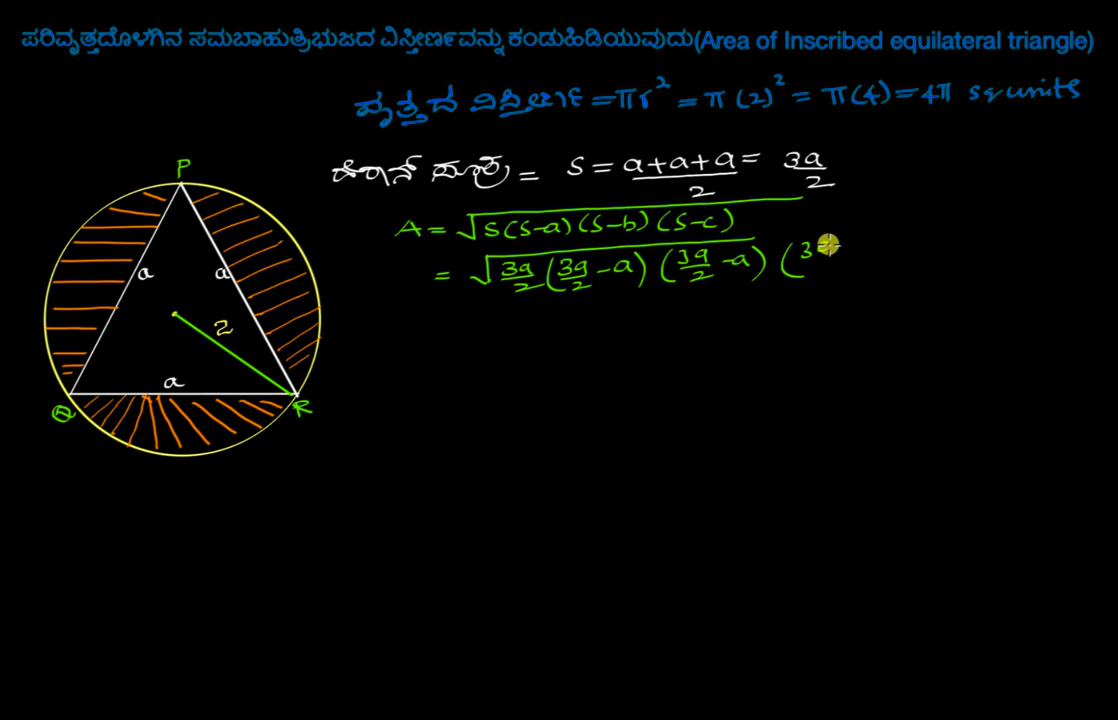 ಪರಿವೃತ್ತದೊಳಗಿನ ಸಮಬಾಹುತ್ರಿಭುಜದ ವಿಸ್ತೀರ್ಣವನ್ನು ಕಂಡುಹಿಡಿಯುವುದು(Area of Inscribed equilateral triangle)
ವೃತ್ತದ ವಿಸ್ತೀರ್ಣ = πr² = π(2)² = π(4) = 4π sq units
ಹೆರಾನ್ ಸೂತ್ರ = S = (a+a+a)/2 = 3a/2
A = √S(S-a)(S-b)(S-c)
= √3a/2 (3a/2 - a) (3a/2 - a) (3
P
a a
2
a
Q R